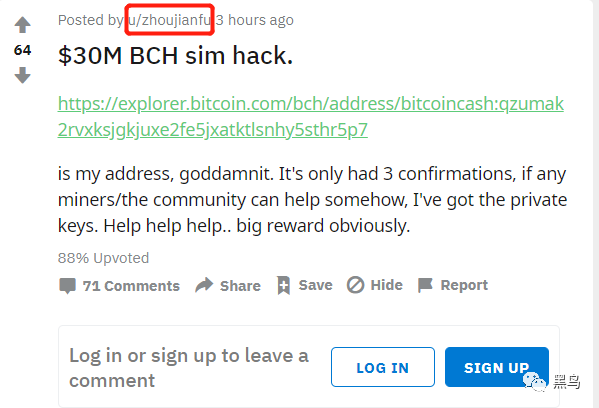 Posted by u/zhoujianfu 3 hours ago
64
$30M BCH sim hack.
https://explorer.bitcoin.com/bch/address/bitcoincash:qzumak
2rvxksjgkjuxe2fe5jxatktlsnhy5sthr5p7
is my address, goddamnit. It's only had 3 confirmations, if any
miners/the community can help somehow, I've got the private
keys. Help help help.. big reward obviously.
88% Upvoted
71 Comments Share Save Hide Report
Log in or sign up to leave a
comment
LOG IN
SIGN UP
黑鸟